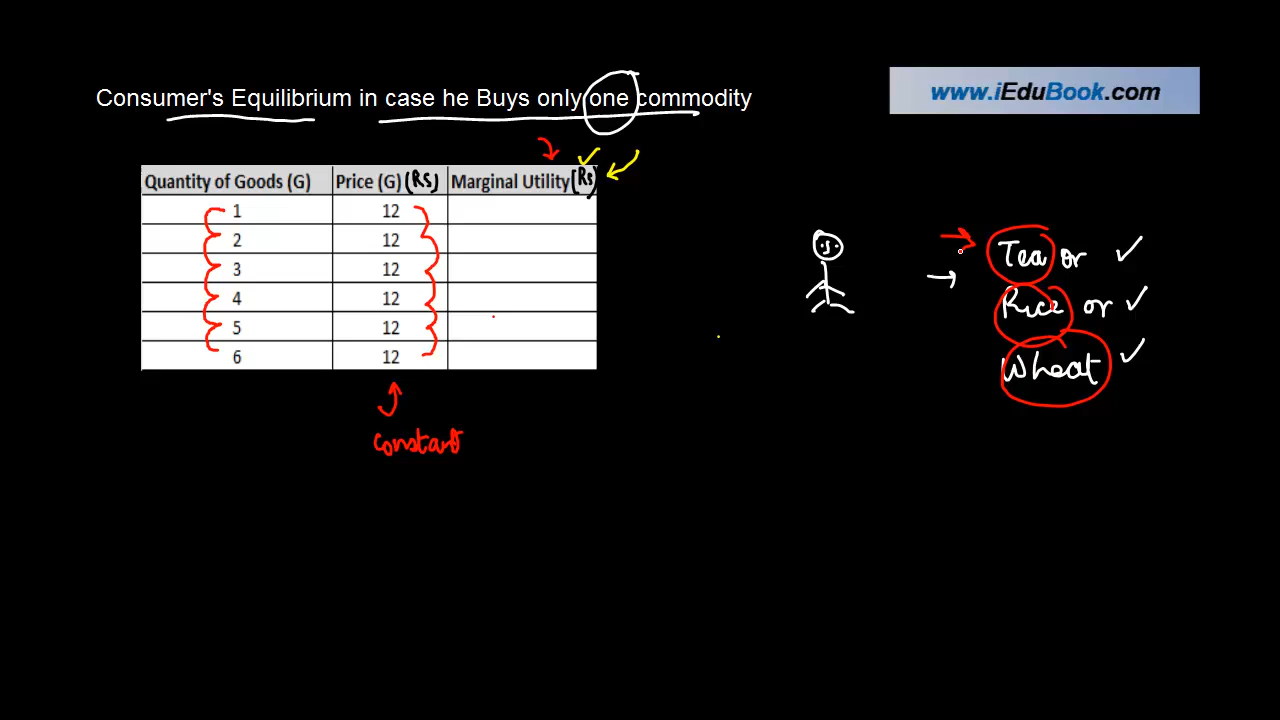 www.iEduBook.com
Consumer's Equilibrium in case he Buys only one commodity
Quantity of Goods (G) Price (G) (Rs) Marginal Utility (Rs)
1 12
2 12
3 12
4 12
5 12
6 12
constant
Tea or
Rice or
Wheat